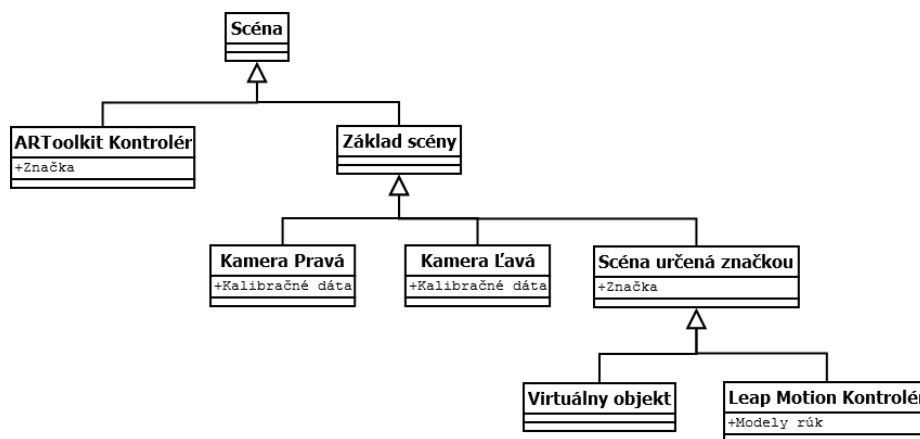 Scéna
ARToolkit Kontrolér
+Značka
Základ scény
Kamera Pravá
+Kalibračné dáta
Kamera Ľavá
+Kalibračné dáta
Scéna určená značkou
+Značka
Virtuálny objekt
Leap Motion Kontrolér
+Modely rúk